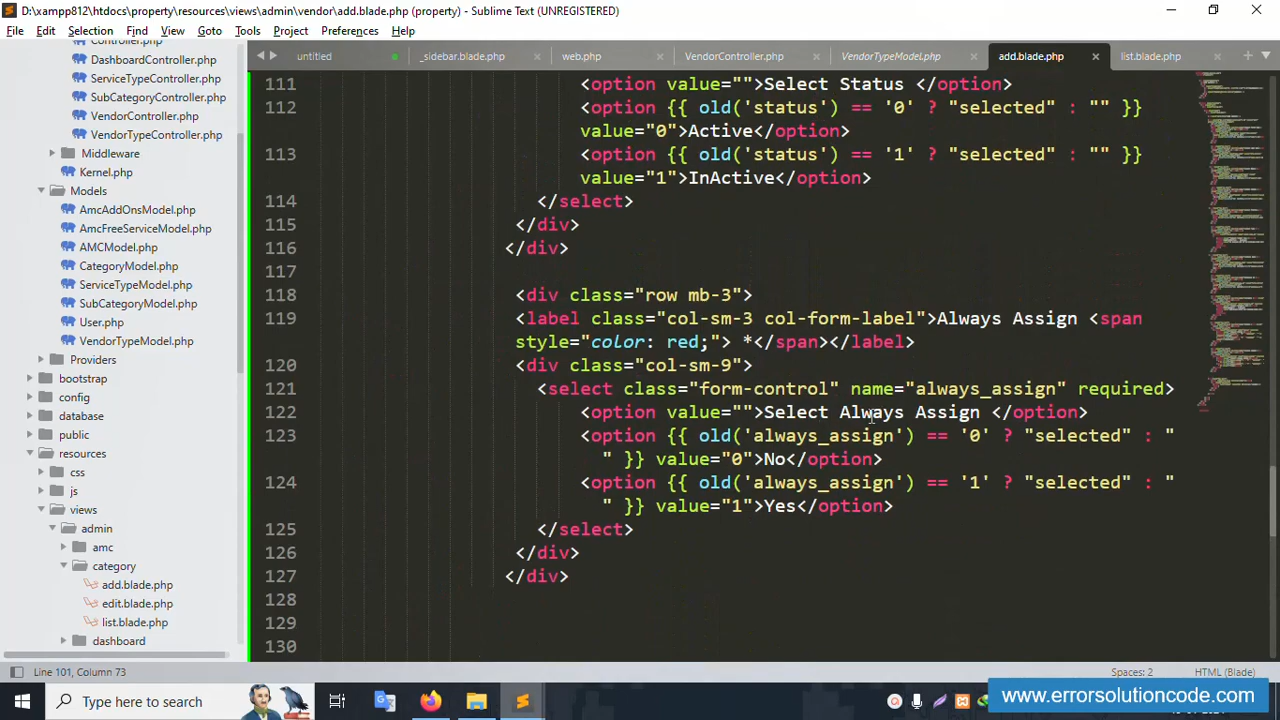 D:\xampp812\htdocs\property\resources\views\admin\vendor\add.blade.php (property) - Sublime Text (UNREGISTERED)
File Edit Selection Find View Goto Tools Project Preferences Help
untitled _sidebar.blade.php web.php VendorController.php VendorTypeModel.php add.blade.php list.blade.php
Controller.php
DashboardController.php
ServiceTypeController.php
SubCategoryController.php
VendorController.php
VendorTypeController.php
Middleware
Kernel.php
Models
AmcAddOnsModel.php
AmcFreeServiceModel.php
AMCModel.php
CategoryModel.php
ServiceTypeModel.php
SubCategoryModel.php
User.php
VendorTypeModel.php
Providers
bootstrap
config
database
public
resources
css
js
views
admin
amc
category
add.blade.php
edit.blade.php
list.blade.php
dashboard
111 <option value="">Select Status </option>
112 <option {{ old('status') == '0' ? "selected" : "" }}
value="0">Active</option>
113 <option {{ old('status') == '1' ? "selected" : "" }}
value="1">InActive</option>
114 </select>
115 </div>
116 </div>
117
118 <div class="row mb-3">
119 <label class="col-sm-3 col-form-label">Always Assign <span
style="color: red;"> *</span></label>
120 <div class="col-sm-9">
121 <select class="form-control" name="always_assign" required>
122 <option value="">Select Always Assign </option>
123 <option {{ old('always_assign') == '0' ? "selected" : "
" }} value="0">No</option>
124 <option {{ old('always_assign') == '1' ? "selected" : "
" }} value="1">Yes</option>
125 </select>
126 </div>
127 </div>
128
129
130
Line 101, Column 73 Spaces: 2 HTML (Blade)
Type here to search
www.errorsolutioncode.com